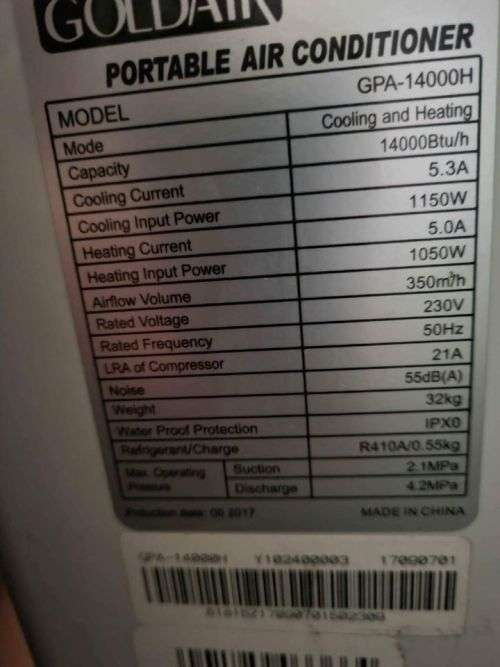 GOLDAIR
PORTABLE AIR CONDITIONER
MODEL GPA-14000H
Mode Cooling and Heating
Capacity 14000Btu/h
Cooling Current 5.3A
Cooling Input Power 1150W
Heating Current 5.0A
Heating Input Power 1050W
Airflow Volume 350m³/h
Rated Voltage 230V
Rated Frequency 50Hz
LRA of Compressor 21A
Noise 55dB(A)
Weight 32kg
Water Proof Protection IPX0
Refrigerant/Charge R410A/0.55kg
Max. Operating Pressure Suction 2.1MPa
Discharge 4.2MPa
Production date: 2017 MADE IN CHINA
GPA-14000H Y102400003 17090701